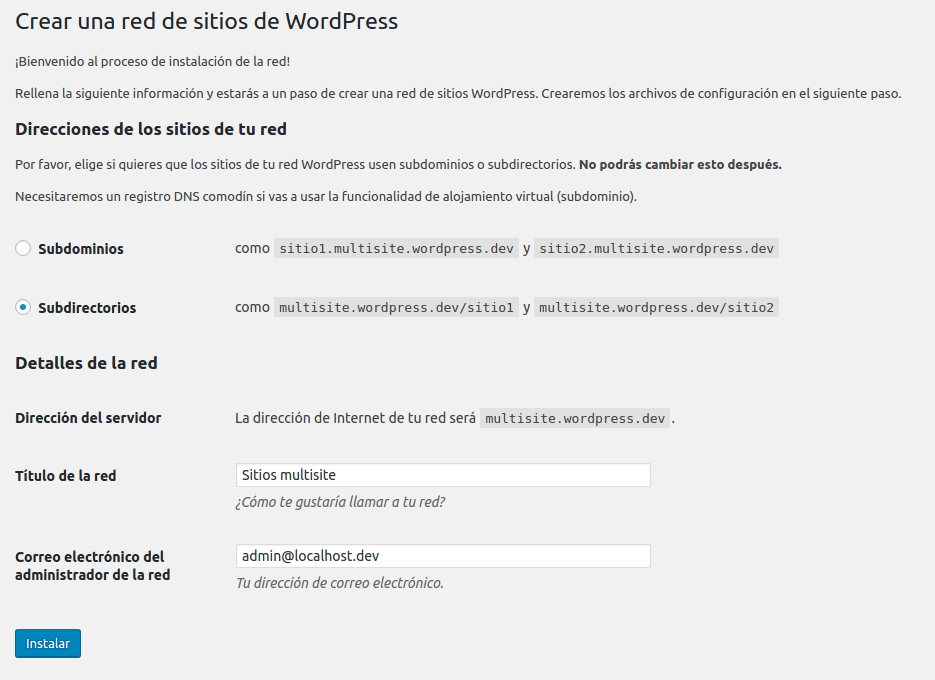 Crear una red de sitios de WordPress
¡Bienvenido al proceso de instalación de la red!
Rellena la siguiente información y estarás a un paso de crear una red de sitios WordPress. Crearemos los archivos de configuración en el siguiente paso.
Direcciones de los sitios de tu red
Por favor, elige si quieres que los sitios de tu red WordPress usen subdominios o subdirectorios. No podrás cambiar esto después.
Necesitaremos un registro DNS comodín si vas a usar la funcionalidad de alojamiento virtual (subdominio).
Subdominios como sitio1.multisite.wordpress.dev y sitio2.multisite.wordpress.dev
Subdirectorios como multisite.wordpress.dev/sitio1 y multisite.wordpress.dev/sitio2
Detalles de la red
Dirección del servidor La dirección de Internet de tu red será multisite.wordpress.dev .
Título de la red Sitios multisite
¿Cómo te gustaría llamar a tu red?
Correo electrónico del
administrador de la red
admin@localhost.dev
Tu dirección de correo electrónico.
Instalar